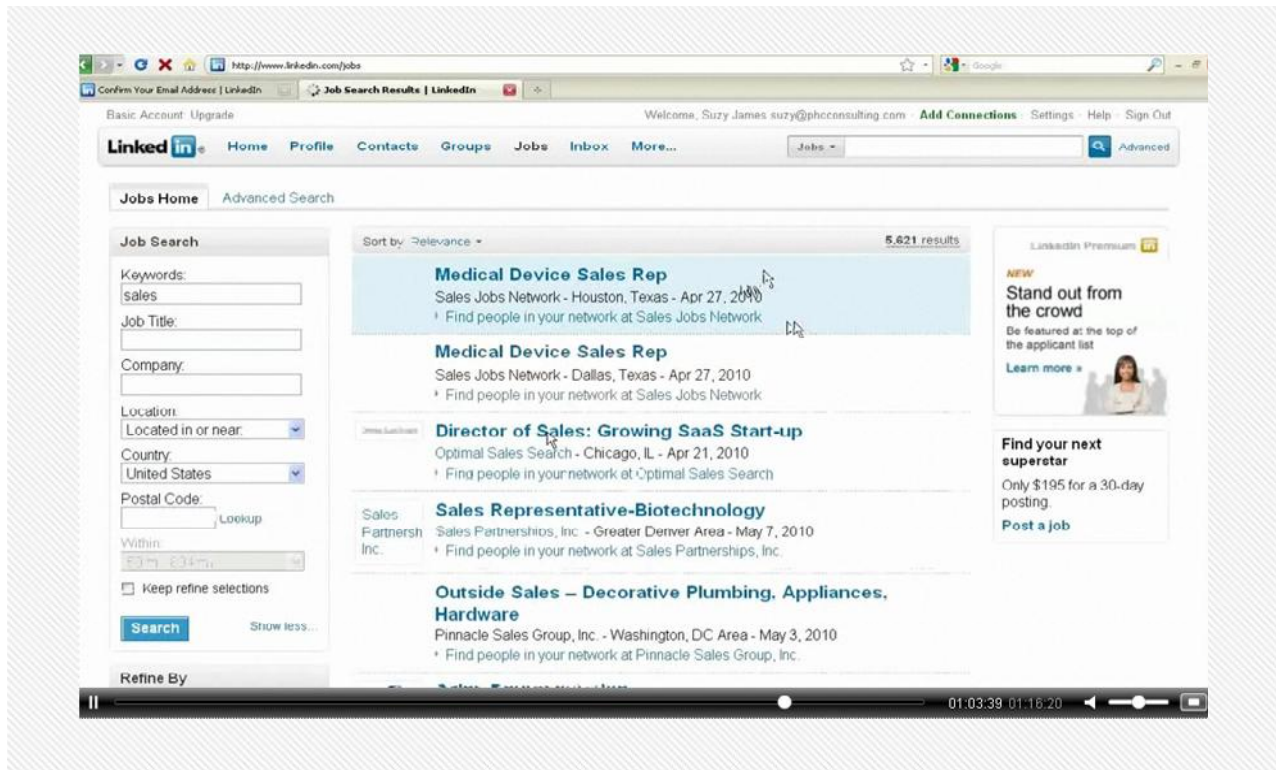 http://www.linkedin.com/jobs
Google
Confirm Your Email Address | LinkedIn
Job Search Results | LinkedIn
Basic Account: Upgrade
Welcome, Suzy James suzy@phcconsulting.com · Add Connections · Settings · Help · Sign Out
Linked in Home Profile Contacts Groups Jobs Inbox More... Jobs Advanced
Jobs Home Advanced Search
Job Search
Keywords:
sales
Job Title:
Company:
Location:
Located in or near:
Country:
United States
Postal Code:
Lookup
Within:
Keep refine selections
Search Show less...
Refine By
Sort by: Relevance 5,621 results
Medical Device Sales Rep
Sales Jobs Network - Houston, Texas - Apr 27, 2010
Find people in your network at Sales Jobs Network
Medical Device Sales Rep
Sales Jobs Network - Dallas, Texas - Apr 27, 2010
Find people in your network at Sales Jobs Network
Director of Sales: Growing SaaS Start-up
Optimal Sales Search - Chicago, IL - Apr 21, 2010
Find people in your network at Optimal Sales Search
Sales
Partnersh
Inc.
Sales Representative-Biotechnology
Sales Partnerships, Inc. - Greater Denver Area - May 7, 2010
Find people in your network at Sales Partnerships, Inc.
Outside Sales – Decorative Plumbing, Appliances,
Hardware
Pinnacle Sales Group, Inc. - Washington, DC Area - May 3, 2010
Find people in your network at Pinnacle Sales Group, Inc.
LinkedIn Premium in
NEW
Stand out from
the crowd
Be featured at the top of
the applicant list
Learn more »
Find your next
superstar
Only $195 for a 30-day
posting.
Post a job
01:03:39 01:16:20